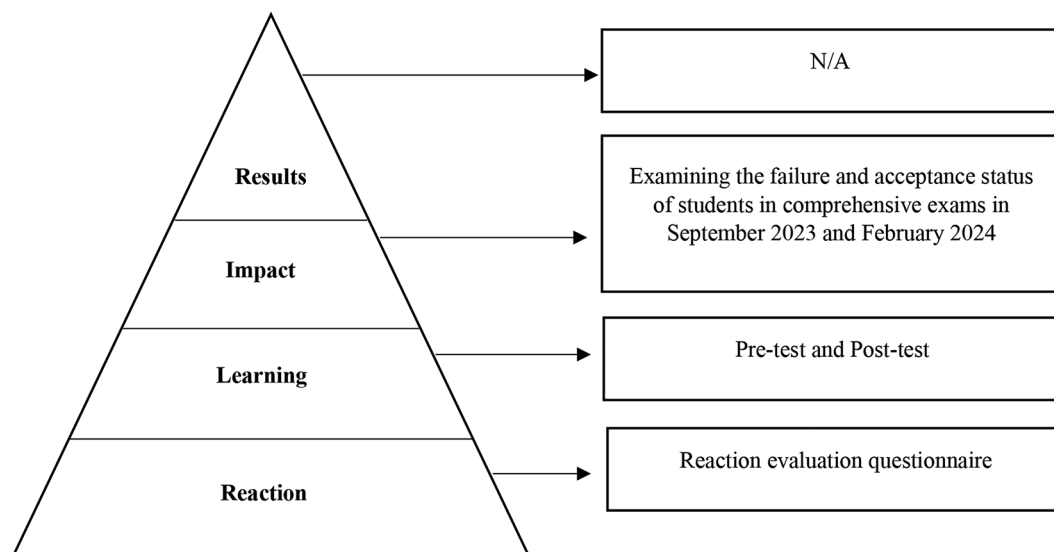 N/A
Results
Examining the failure and acceptance status
of students in comprehensive exams in
September 2023 and February 2024
Impact
Pre-test and Post-test
Learning
Reaction evaluation questionnaire
Reaction